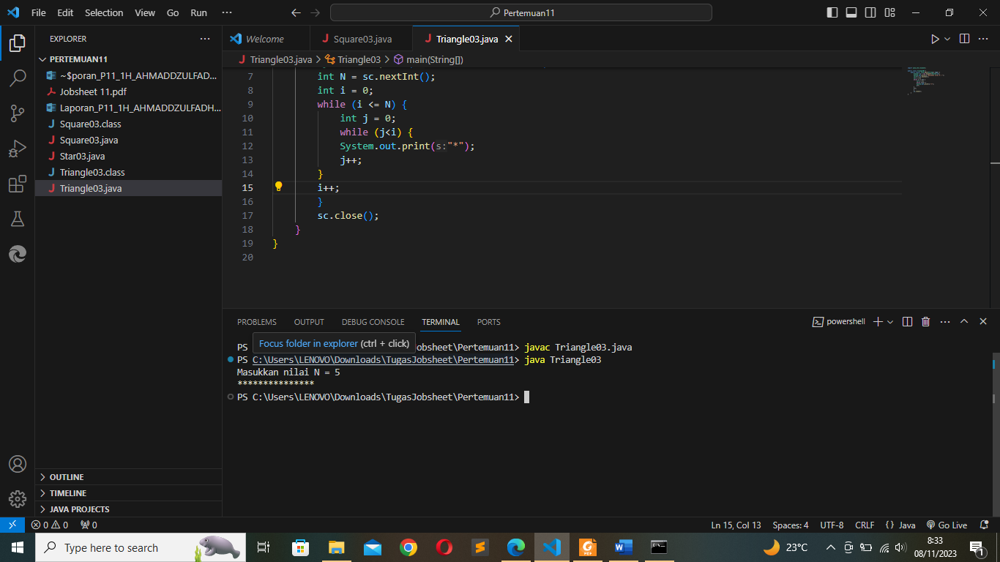 File Edit Selection View Go Run ··· Pertemuan11
EXPLORER ···
PERTEMUAN11
~$poran_P11_1H_AHMADDZULFAD...
Jobsheet 11.pdf
Laporan_P11_1H_AHMADDZULFADH...
Square03.class
Square03.java
Star03.java
Triangle03.class
Triangle03.java
OUTLINE
TIMELINE
JAVA PROJECTS
Welcome Square03.java Triangle03.java
Triangle03.java > Triangle03 > main(String[])
7 int N = sc.nextInt();
8 int i = 0;
9 while (i <= N) {
10 int j = 0;
11 while (j<i) {
12 System.out.print(s:"*");
13 j++;
14 }
15 i++;
16 }
17 sc.close();
18 }
19 }
20
PROBLEMS OUTPUT DEBUG CONSOLE TERMINAL PORTS powershell
Focus folder in explorer (ctrl + click)
PS obsheet\Pertemuan11> javac Triangle03.java
PS C:\Users\LENOVO\Downloads\TugasJobsheet\Pertemuan11> java Triangle03
Masukkan nilai N = 5
***************
PS C:\Users\LENOVO\Downloads\TugasJobsheet\Pertemuan11>
0 0 0 Ln 15, Col 13 Spaces: 4 UTF-8 CRLF {} Java Go Live
Type here to search 23°C 8:33
08/11/2023
1